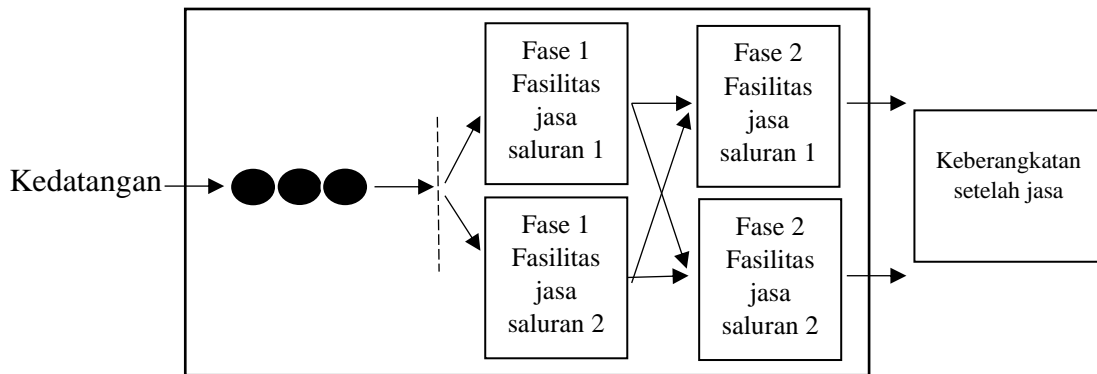 Kedatangan
Fase 1
Fasilitas
jasa
saluran 1
Fase 1
Fasilitas
jasa
saluran 2
Fase 2
Fasilitas
jasa
saluran 1
Fase 2
Fasilitas
jasa
saluran 2
Keberangkatan
setelah jasa